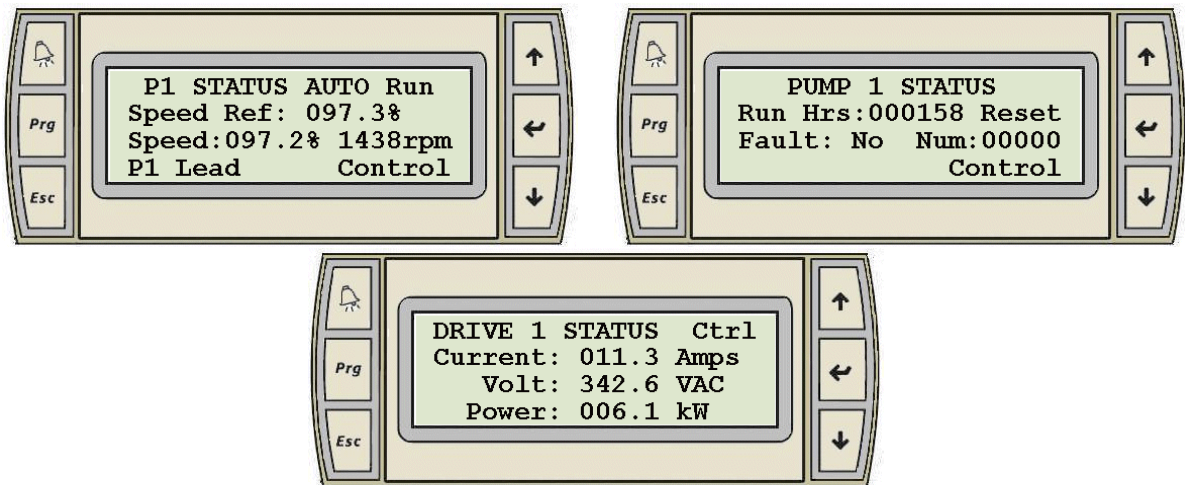 P1 STATUS AUTO Run
Speed Ref: 097.3%
Speed:097.2% 1438rpm
P1 Lead Control
Prg
Esc
PUMP 1 STATUS
Run Hrs:000158 Reset
Fault: No Num:00000
Control
Prg
Esc
DRIVE 1 STATUS Ctrl
Current: 011.3 Amps
Volt: 342.6 VAC
Power: 006.1 kW
Prg
Esc